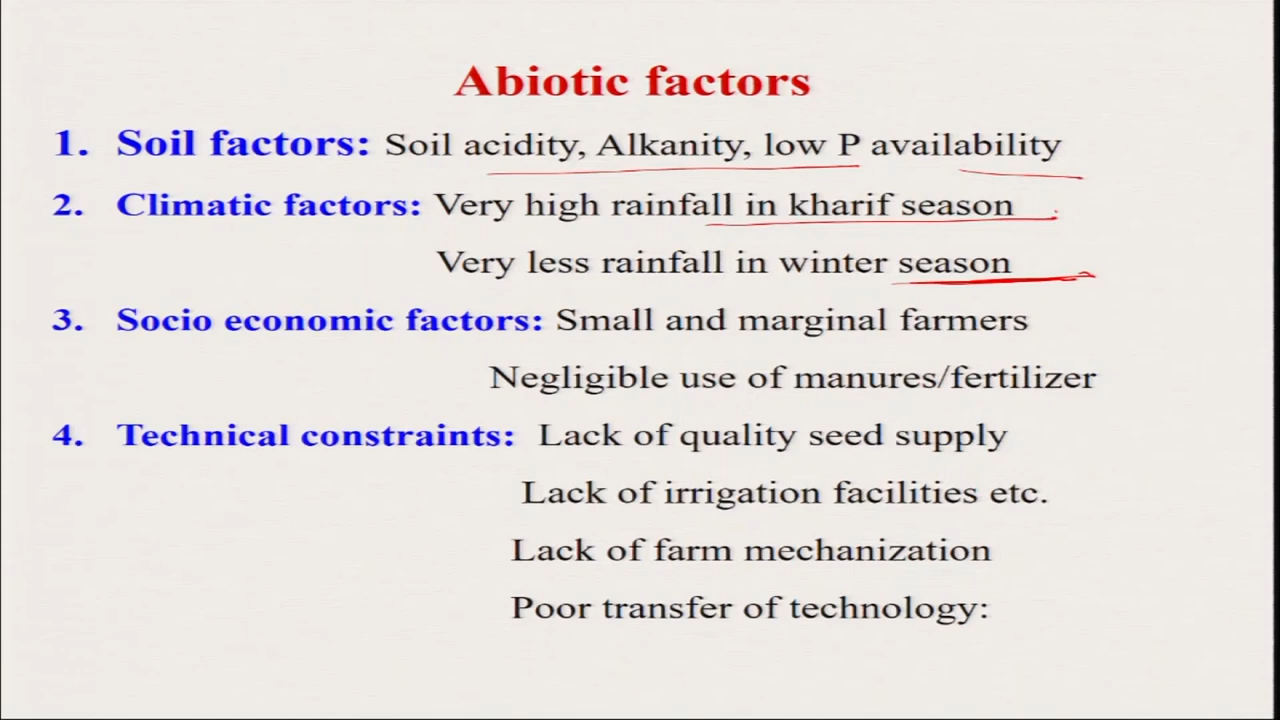 Abiotic factors
1. Soil factors: Soil acidity, Alkanity, low P availability
2. Climatic factors: Very high rainfall in kharif season
Very less rainfall in winter season
3. Socio economic factors: Small and marginal farmers
Negligible use of manures/fertilizer
4. Technical constraints: Lack of quality seed supply
Lack of irrigation facilities etc.
Lack of farm mechanization
Poor transfer of technology: